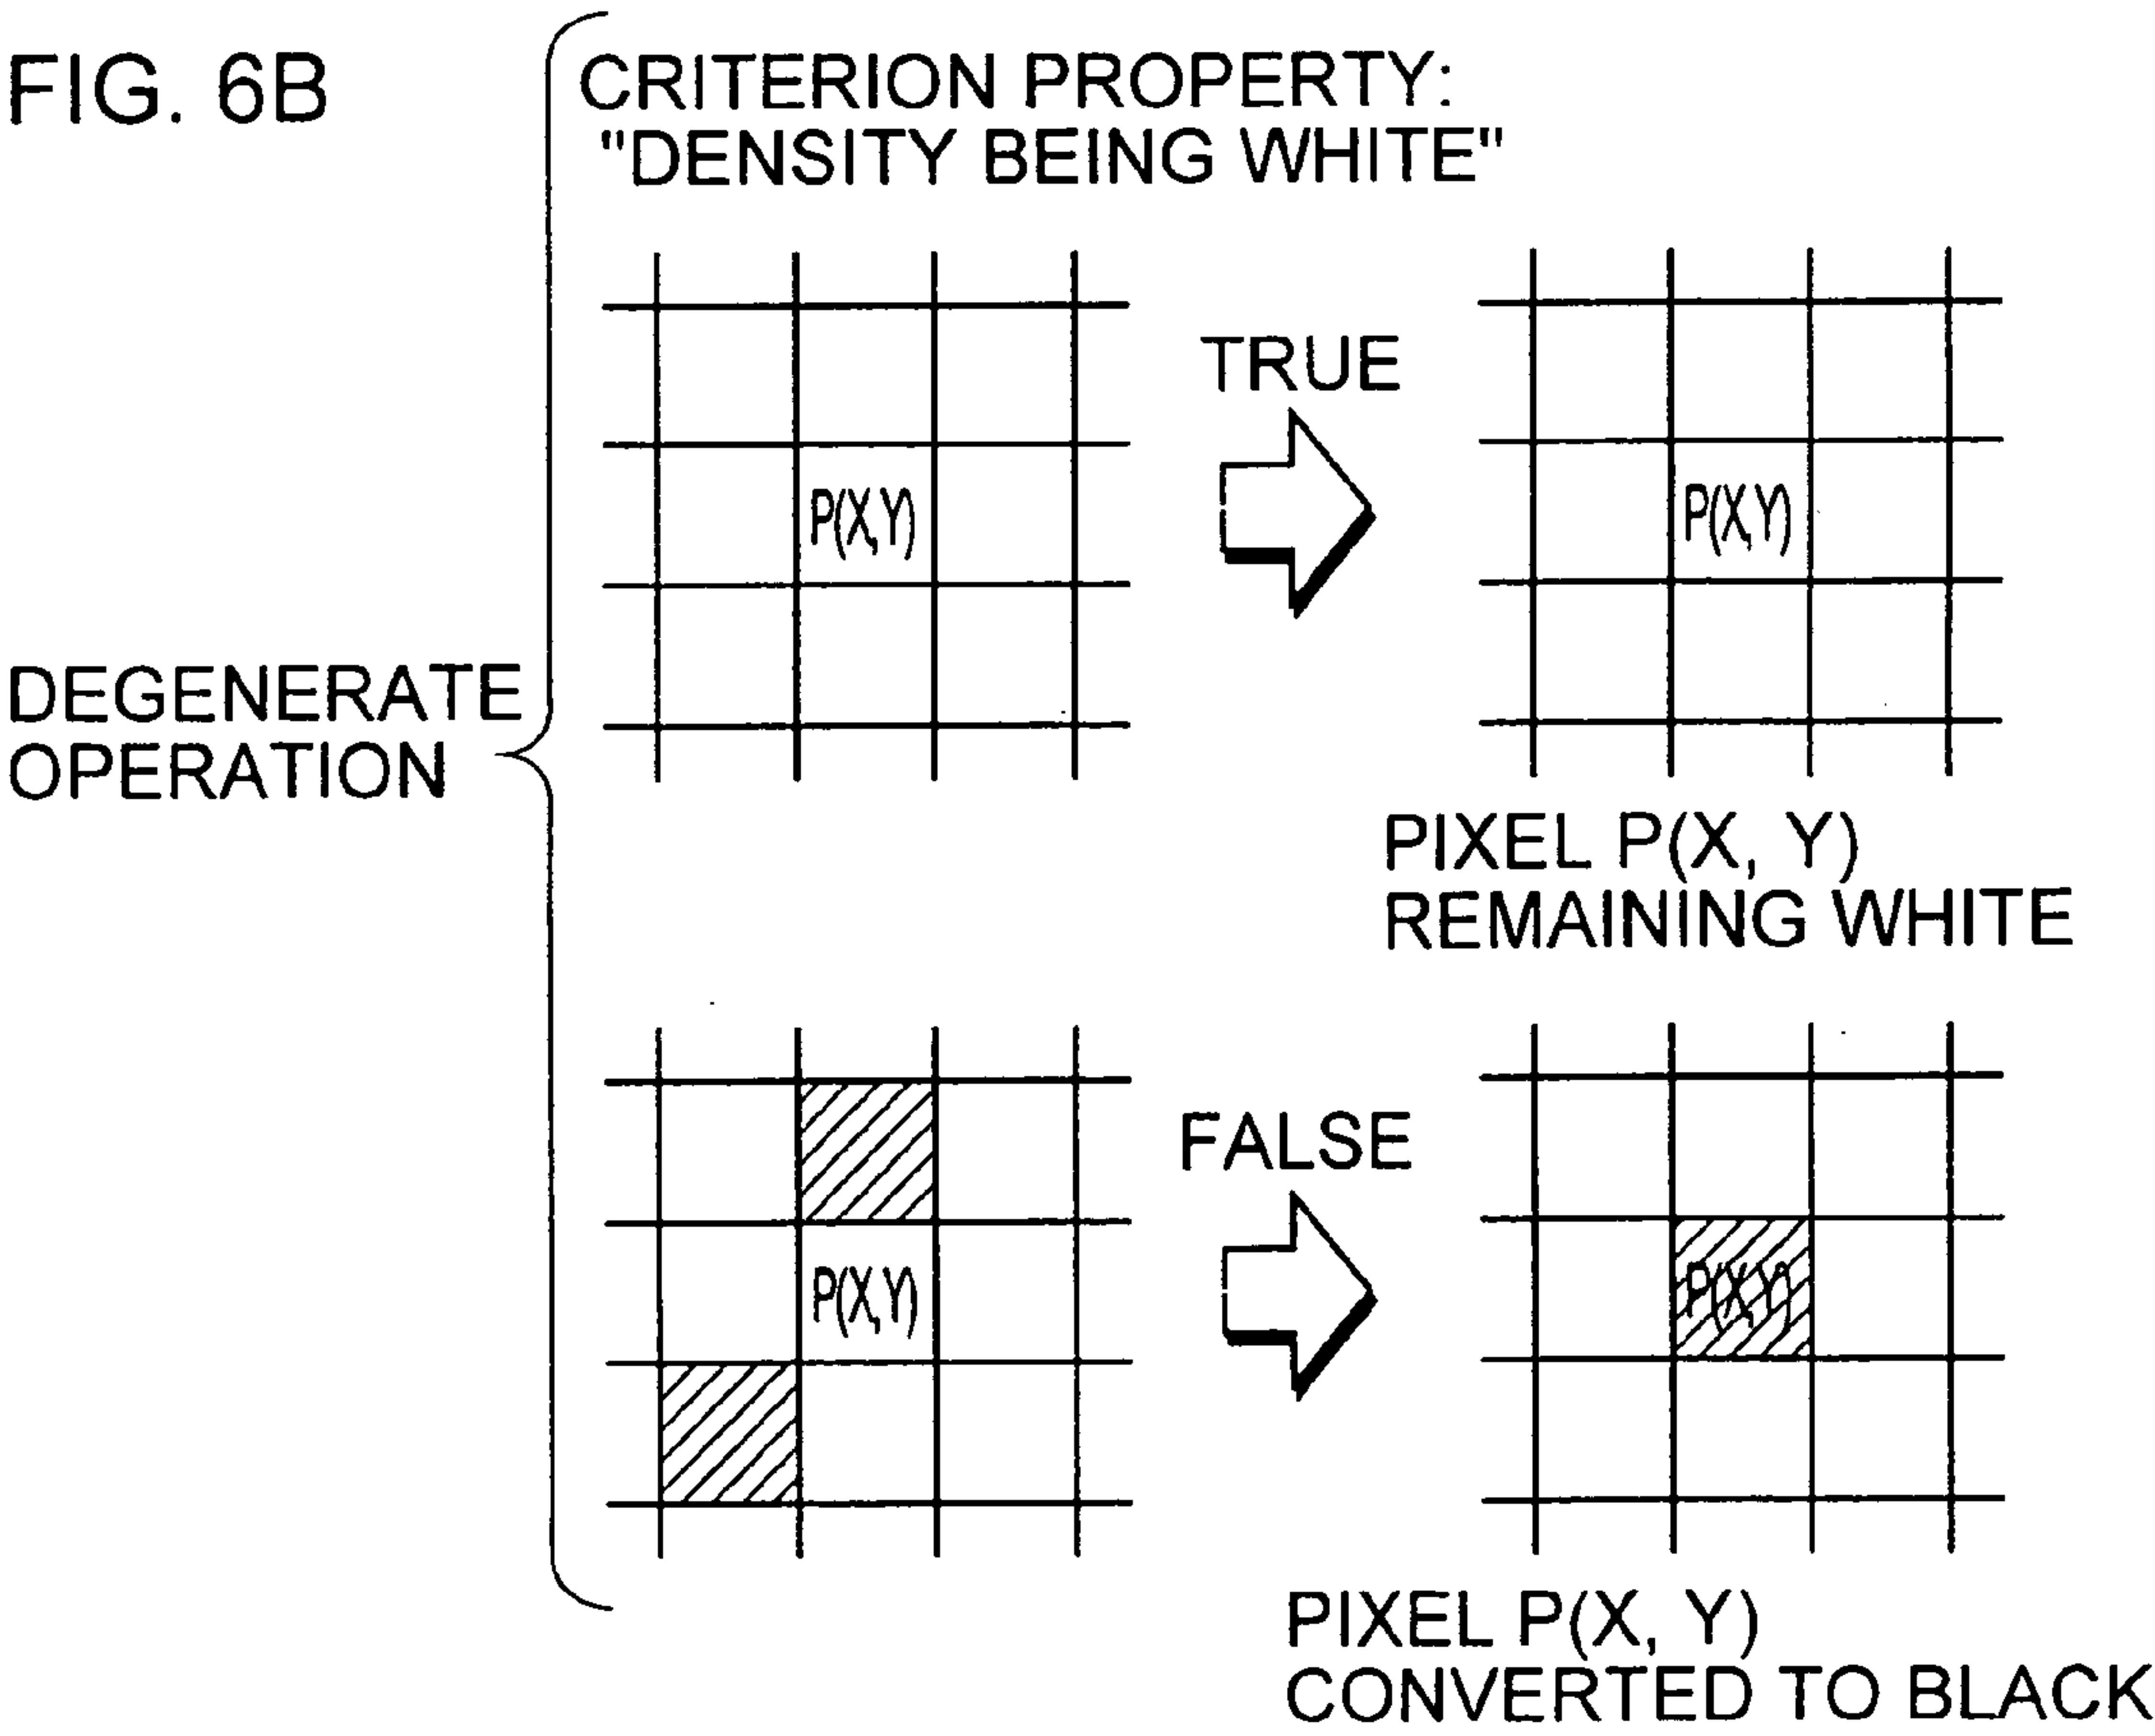 FIG. 6B
CRITERION PROPERTY:
"DENSITY BEING WHITE"
TRUE
P(X,Y)
P(X,Y)
DEGENERATE
OPERATION
PIXEL P(X, Y)
REMAINING WHITE
FALSE
P(X,Y)
P(X,Y)
PIXEL P(X, Y)
CONVERTED TO BLACK